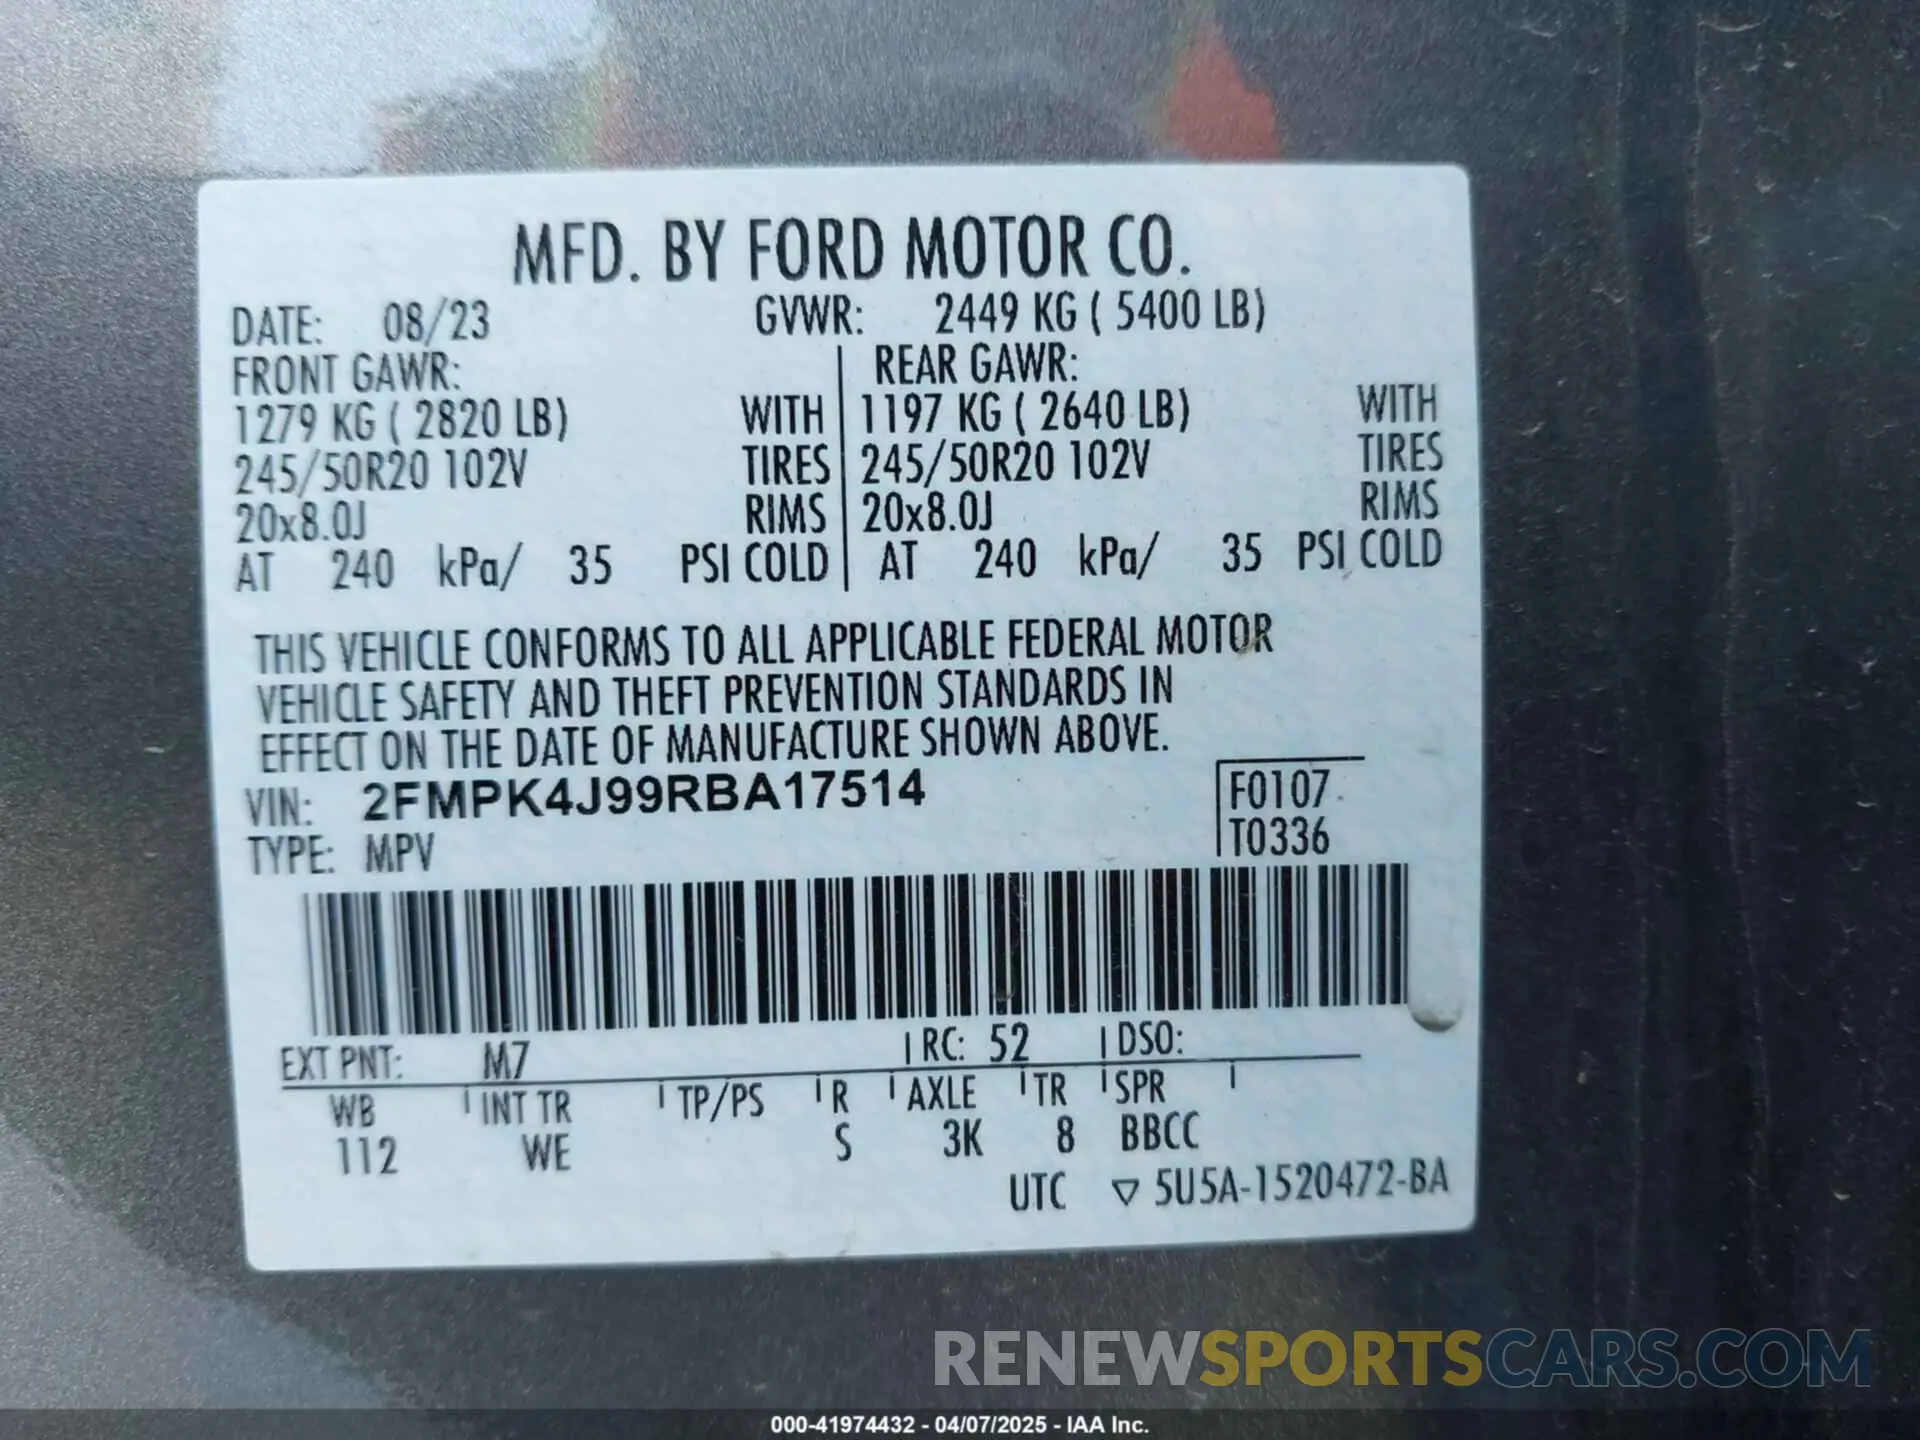 MFD. BY FORD MOTOR CO.
DATE: 08/23 GVWR: 2449 KG ( 5400 LB)
FRONT GAWR: REAR GAWR:
1279 KG ( 2820 LB) WITH 1197 KG ( 2640 LB) WITH
245/50R20 102V TIRES 245/50R20 102V TIRES
20x8.0J RIMS 20x8.0J RIMS
AT 240 kPa/ 35 PSI COLD AT 240 kPa/ 35 PSI COLD
THIS VEHICLE CONFORMS TO ALL APPLICABLE FEDERAL MOTOR
VEHICLE SAFETY AND THEFT PREVENTION STANDARDS IN
EFFECT ON THE DATE OF MANUFACTURE SHOWN ABOVE.
VIN: 2FMPK4J99RBA17514 F0107
TYPE: MPV T0336
EXT PNT: M7 RC: 52 DSO:
WB INT TR TP/PS R AXLE TR SPR
112 WE S 3K 8 BBCC
UTC ▽ 5U5A-1520472-BA
RENEWSPORTSCARS.COM
000-41974432 - 04/07/2025 - IAA Inc.